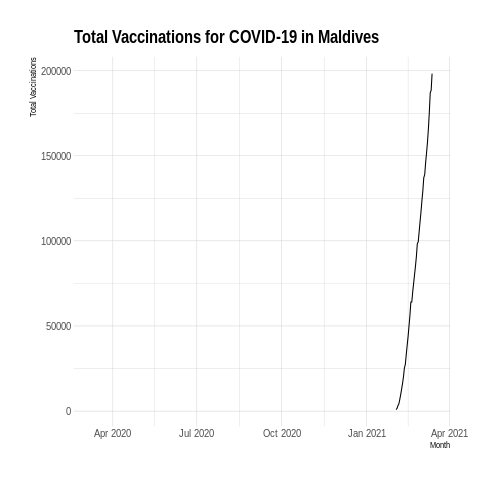 Total Vaccinations for COVID-19 in Maldives
Total Vaccinations
200000
150000
100000
50000
0
Apr 2020 Jul 2020 Oct 2020 Jan 2021 Apr 2021
Month